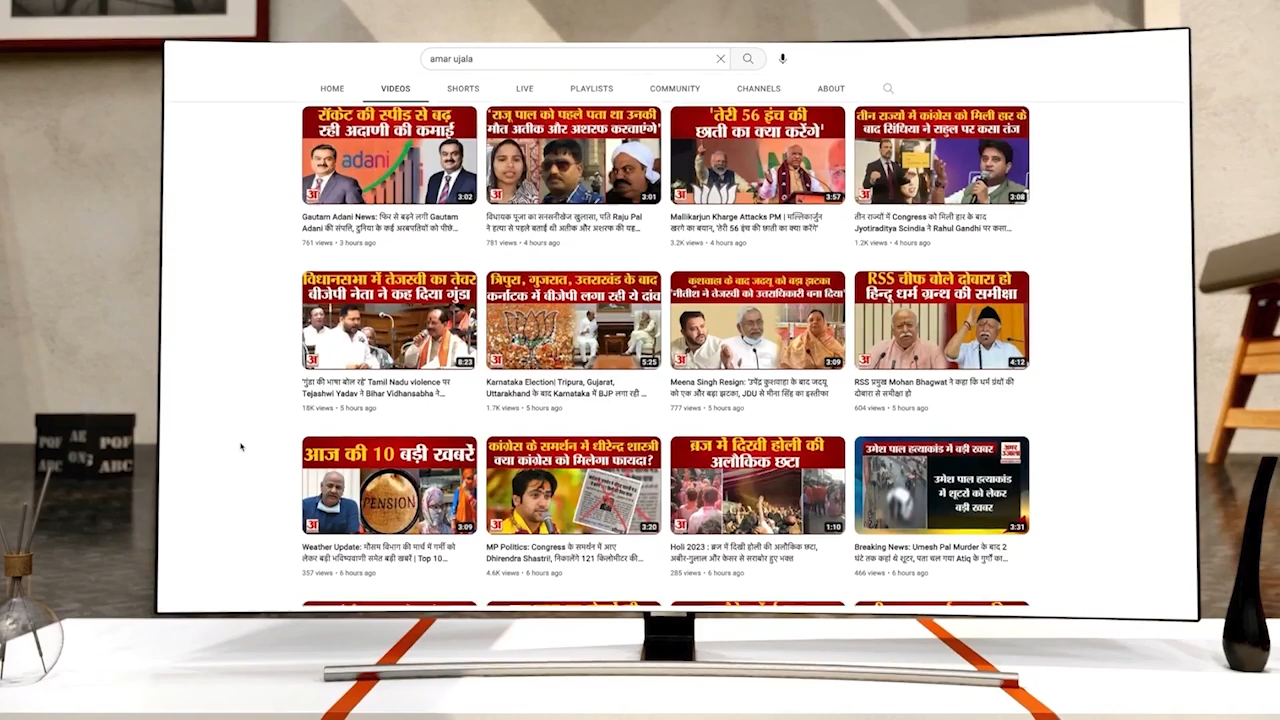 amar ujala
HOME VIDEOS SHORTS LIVE PLAYLISTS COMMUNITY CHANNELS ABOUT
रॉकेट की स्पीड से बढ़
रही अदाणी की कमाई
adani
अ
3:02
Gautam Adani News: फिर से बढ़ने लगी Gautam
Adani की संपत्ति, दुनिया के कई अरबपतियों को पीछे...
761 views • 3 hours ago
'राजू पाल को पहले पता था उनकी
मौत अतीक और अशरफ करवाएंगे'
अ
3:01
विधायक पूजा का सनसनीखेज खुलासा, पति Raju Pal
ने हत्या से पहले बताई थी अतीक और अशरफ की यह...
781 views • 4 hours ago
'तेरी 56 इंच की
छाती का क्या करेंगे'
अ
3:57
Mallikarjun Kharge Attacks PM | मल्लिकार्जुन
खरगे का बयान, 'तेरी 56 इंच की छाती का क्या करेंगे'
3.2K views • 4 hours ago
तीन राज्यों में कांग्रेस को मिली हार के
बाद सिंधिया ने राहुल पर कसा तंज
अ
3:08
तीन राज्यों में Congress को मिली हार के बाद
Jyotiraditya Scindia ने Rahul Gandhi पर कसा...
1.2K views • 4 hours ago
विधानसभा में तेजस्वी का तेवर
बीजेपी नेता ने कह दिया गुंडा
अ
8:23
'गुंडा की भाषा बोल रहे' Tamil Nadu violence पर
Tejashwi Yadav ने Bihar Vidhansabha ने...
18K views • 5 hours ago
त्रिपुरा, गुजरात, उत्तराखंड के बाद
कर्नाटक में बीजेपी लगा रही ये दांव
अ
5:25
Karnataka Election| Tripura, Gujarat,
Uttarakhand के बाद Karnataka में BJP लगा रही ...
1.7K views • 5 hours ago
कुशवाहा के बाद जदयू को बड़ा झटका
'नीतीश ने तेजस्वी को उत्तराधिकारी बना दिया'
अ
3:09
Meena Singh Resign: 'उपेंद्र कुशवाहा के बाद जदयू
को एक और बड़ा झटका, JDU से मीना सिंह का इस्तीफा
777 views • 5 hours ago
RSS चीफ बोले दोबारा हो
हिन्दू धर्म ग्रन्थ की समीक्षा
अ
4:12
RSS प्रमुख Mohan Bhagwat ने कहा कि धर्म ग्रंथों की
दोबारा से समीक्षा हो
604 views • 5 hours ago
आज की 10 बड़ी खबरें
PENSION
अ
3:09
Weather Update: मौसम विभाग की मार्च में गर्मी को
लेकर बड़ी भविष्यवाणी समेत बड़ी खबरें | Top 10...
357 views • 6 hours ago
कांग्रेस के समर्थन में धीरेन्द्र शास्त्री
क्या कांग्रेस को मिलेगा फायदा?
अ
3:20
MP Politics: Congress के समर्थन में आए
Dhirendra Shastri!, निकालेंगे 121 किलोमीटर की...
4.6K views • 6 hours ago
ब्रज में दिखी होली की
अलौकिक छटा
अ
1:10
Holi 2023 : ब्रज में दिखी होली की अलौकिक छटा,
अबीर-गुलाल और केसर से सराबोर हुए भक्त
285 views • 6 hours ago
उमेश पाल हत्याकांड में बड़ी खबर
अमर उजाला
उमेश पाल हत्याकांड
में शूटरों को लेकर
बड़ी खबर
3:31
Breaking News: Umesh Pal Murder के बाद 2
घंटे तक कहां थे शूटर, पता चल गया Atiq के गुर्गों का...
466 views • 6 hours ago